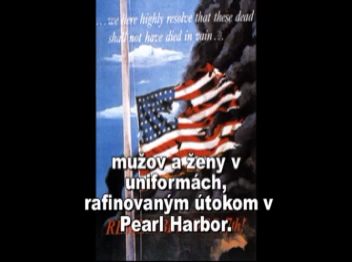 ...we here highly resolve that these dead
shall not have died in vain...
mužov a ženy v
uniformách,
rafinovaným útokom v
Pearl Harbor.